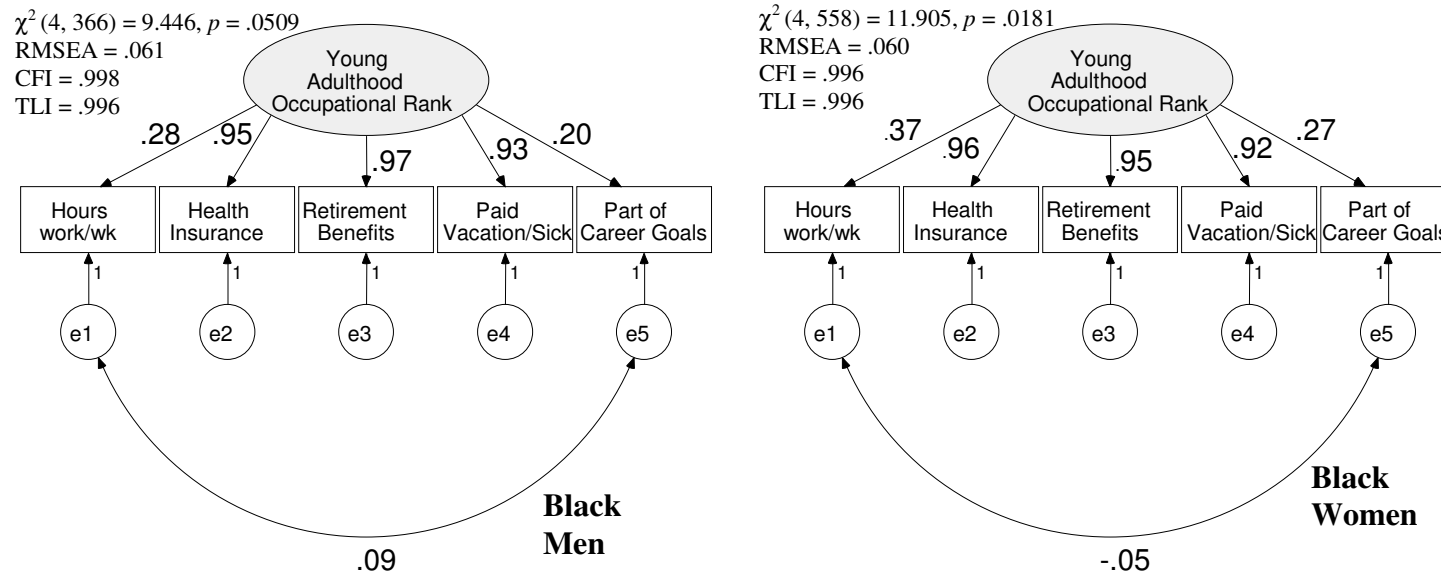 χ² (4, 366) = 9.446, p = .0509
RMSEA = .061
CFI = .998
TLI = .996
Young
Adulthood
Occupational Rank
.28
.95
.97
.93
.20
Hours
work/wk
Health
Insurance
Retirement
Benefits
Paid
Vacation/Sick
Part of
Career Goals
1
1
1
1
1
e1
e2
e3
e4
e5
Black
Men
.09
χ² (4, 558) = 11.905, p = .0181
RMSEA = .060
CFI = .996
TLI = .996
Young
Adulthood
Occupational Rank
.37
.96
.95
.92
.27
Hours
work/wk
Health
Insurance
Retirement
Benefits
Paid
Vacation/Sick
Part of
Career Goals
1
1
1
1
1
e1
e2
e3
e4
e5
Black
Women
-.05